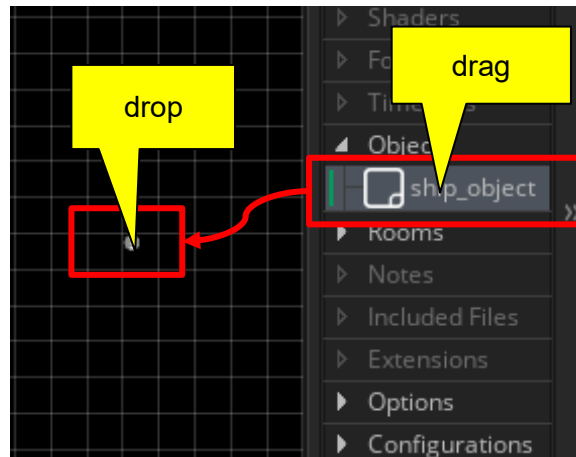 Shaders
drag
drop
ship_object
Rooms
Notes
Included Files
Extensions
Options
Configurations